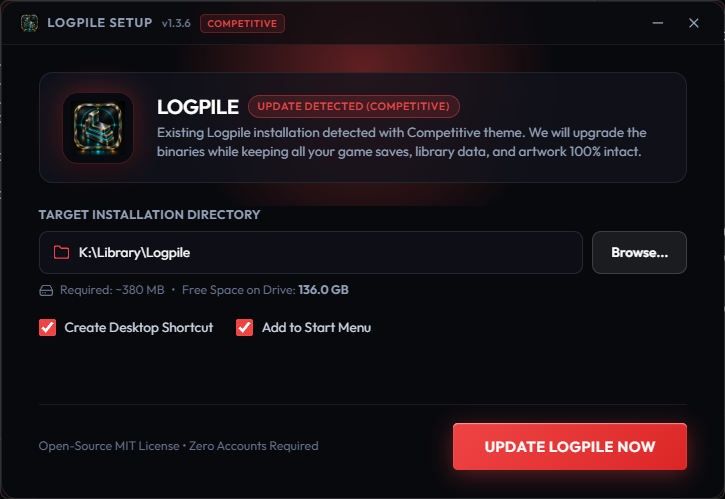 LOGPILE SETUP v1.3.6 COMPETITIVE
LOGPILE UPDATE DETECTED (COMPETITIVE)
Existing Logpile installation detected with Competitive theme. We will upgrade the
binaries while keeping all your game saves, library data, and artwork 100% intact.
TARGET INSTALLATION DIRECTORY
K:\Library\Logpile Browse...
Required: ~380 MB • Free Space on Drive: 136.0 GB
Create Desktop Shortcut Add to Start Menu
Open-Source MIT License • Zero Accounts Required UPDATE LOGPILE NOW